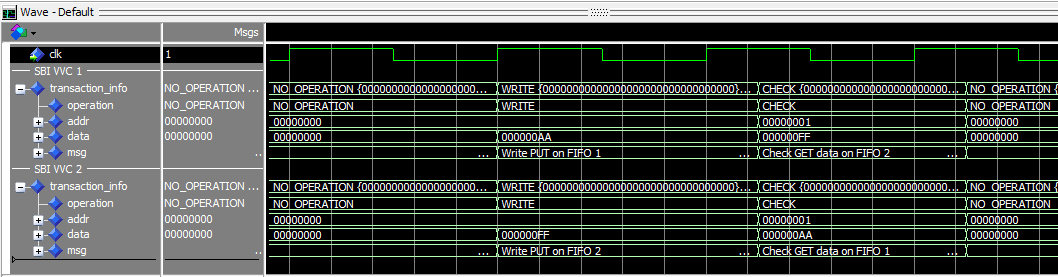 Wave - Default
Msgs
clk 1
SBI VVC 1
transaction_info NO_OPERATION ... NO_OPERATION {0000000000000000000... WRITE {00000000000000000000000000000000}... CHECK {000000000000000000000000... NO_OPERATION {
operation NO_OPERATION NO_OPERATION WRITE CHECK NO_OPERATION
addr 00000000 00000000 00000001 00000000
data 00000000 00000000 000000AA 000000FF 00000000
msg ... ... Write PUT on FIFO 1 ... Check GET data on FIFO 2 ...
SBI VVC 2
transaction_info NO_OPERATION ... NO_OPERATION {0000000000000000000... WRITE {00000000000000000000000000000000}... CHECK {000000000000000000000000... NO_OPERATION {
operation NO_OPERATION NO_OPERATION WRITE CHECK NO_OPERATION
addr 00000000 00000000 00000001 00000000
data 00000000 00000000 000000FF 000000AA 00000000
msg ... ... Write PUT on FIFO 2 ... Check GET data on FIFO 1 ...